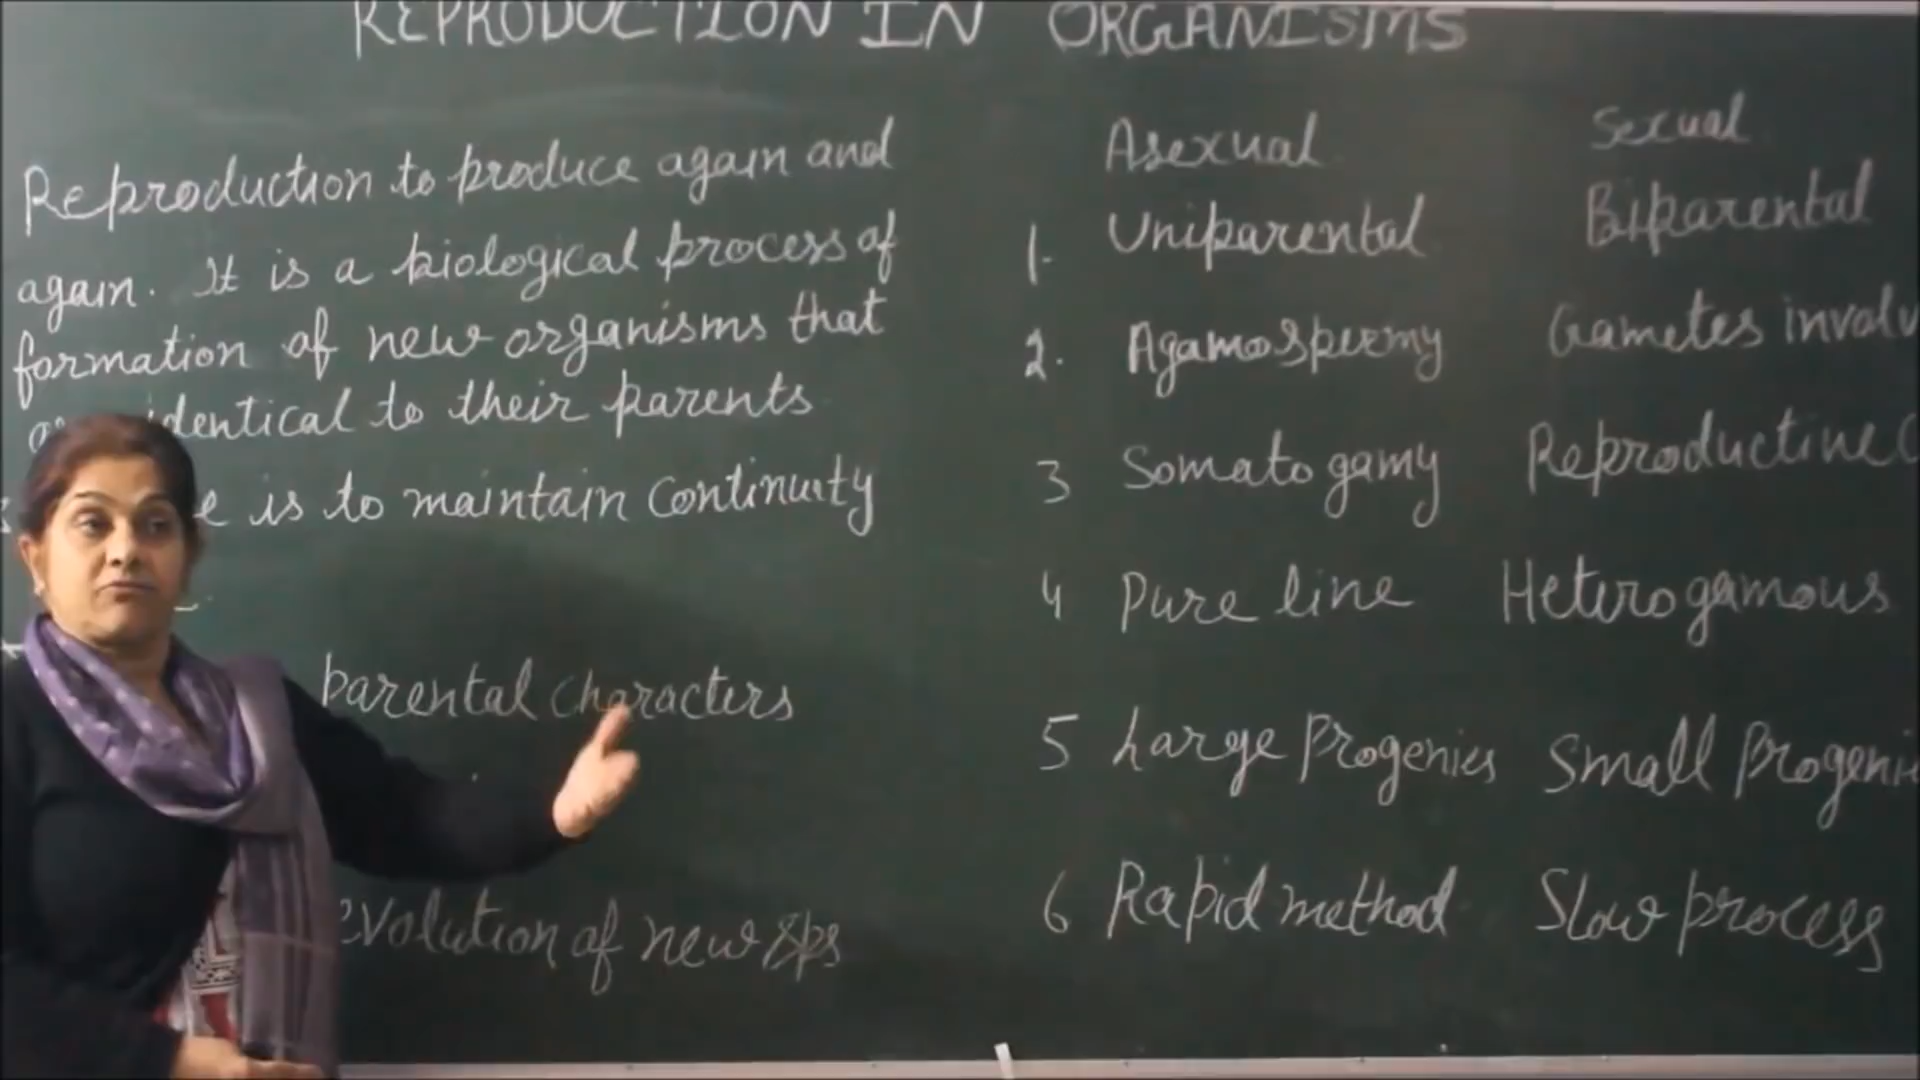 REPRODUCTION IN ORGANISMS
Reproduction to produce again and
again. It is a biological process of
formation of new organisms that
identical to their parents
is to maintain continuity
parental characters
evolution of new sps
Asexual Sexual
1. Uniparental Biparental
2. Agamospermy Gametes involv
3 Somatogamy Reproductive C
4 Pure line Heterogamous
5 Large Progenies Small Progenie
6 Rapid method Slow process